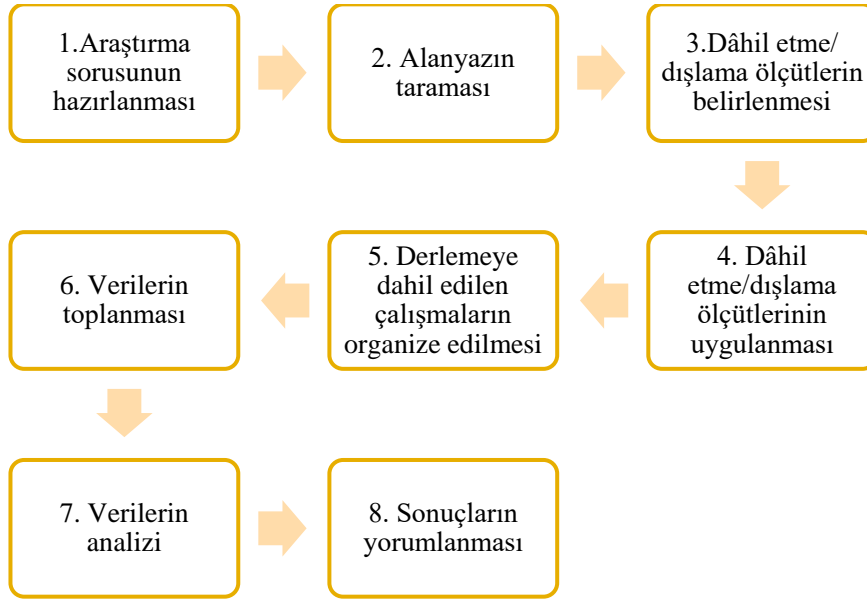 1.Araştırma
sorusunun
hazırlanması
2. Alanyazın
taraması
3.Dâhil etme/
dışlama ölçütlerin
belirlenmesi
4. Dâhil
etme/dışlama
ölçütlerinin
uygulanması
5. Derlemeye
dahil edilen
çalışmaların
organize edilmesi
6. Verilerin
toplanması
7. Verilerin
analizi
8. Sonuçların
yorumlanması